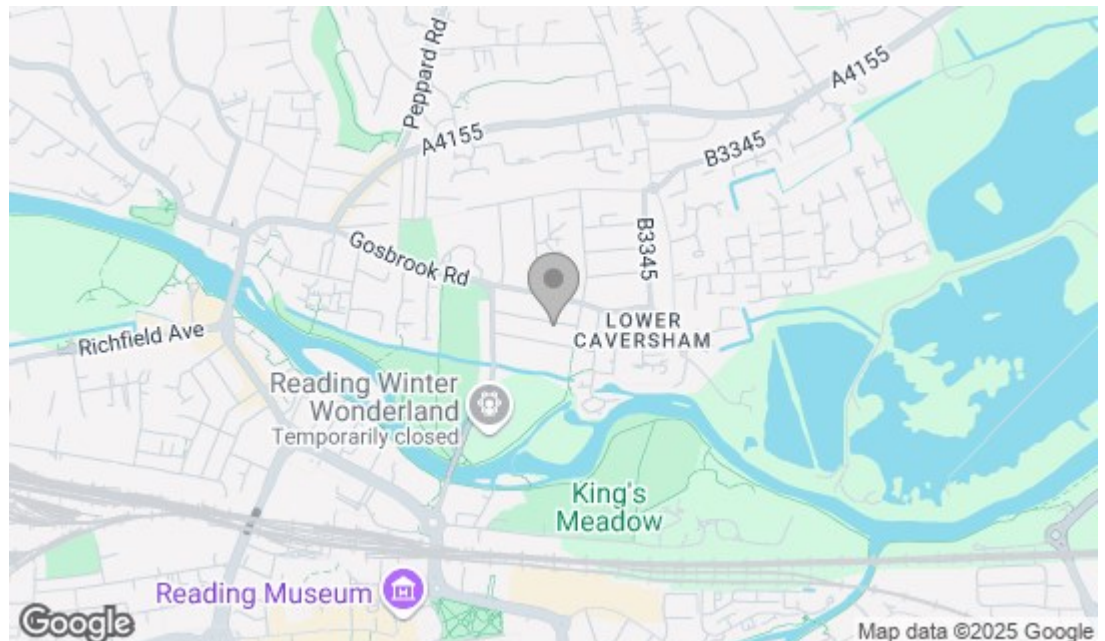 Peppard Rd
A4155
A4155
B3345
B3345
Gosbrook Rd
LOWER
CAVERSHAM
Richfield Ave
Reading Winter
Wonderland
Temporarily closed
King's
Meadow
Reading Museum
Google
Map data ©2025 Google